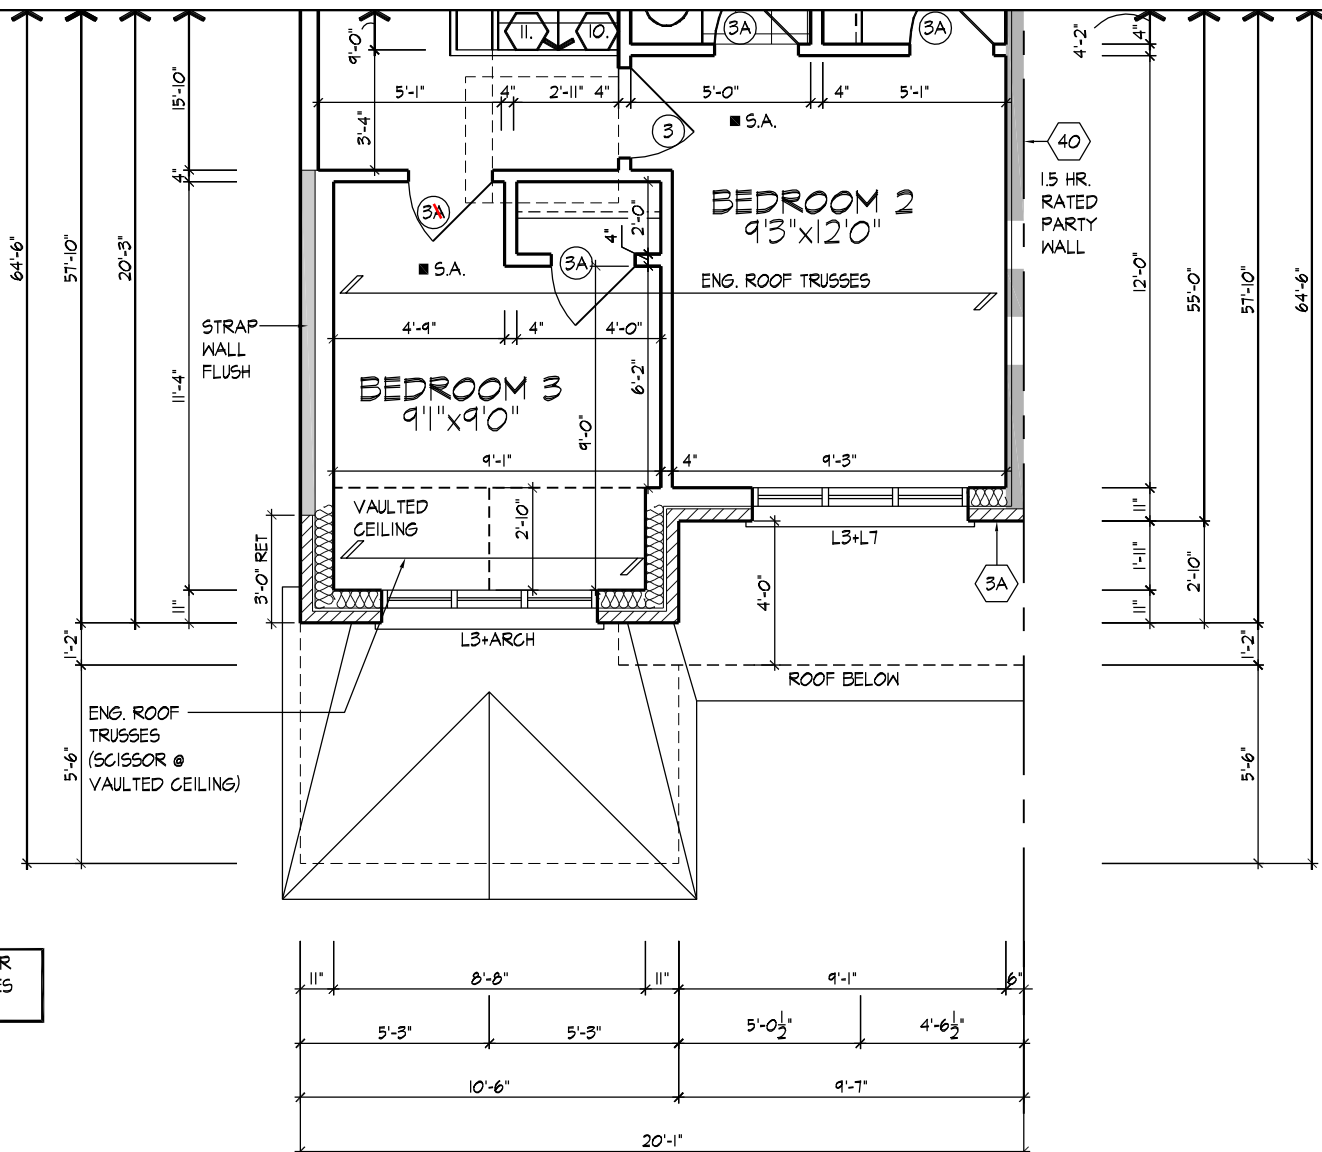 11.
10.
3A
3A
4'-2"
4"
9'-0"
15'-10"
5'-1"
4"
2'-11"
4"
5'-0"
4"
5'-1"
3'-4"
3
S.A.
40
1.5 HR.
RATED
PARTY
WALL
4"
3A
BEDROOM 2
9'3"x12'0"
2'-0"
4"
64'-6"
57'-10"
20'-3"
3A
S.A.
ENG. ROOF TRUSSES
12'-0"
55'-0"
57'-10"
64'-6"
STRAP
WALL
FLUSH
4'-9"
4"
4'-0"
11'-4"
BEDROOM 3
9'1"x9'0"
6'-2"
9'-0"
9'-1"
4"
9'-3"
VAULTED
CEILING
2'-10"
L3+L7
11"
1'-11"
2'-10"
3'-0" RET
4'-0"
3A
11"
11"
L3+ARCH
1'-2"
1'-2"
ROOF BELOW
ENG. ROOF
TRUSSES
(SCISSOR @
VAULTED CEILING)
5'-6"
5'-6"
R
ES
11"
8'-8"
11"
9'-1"
6"
5'-3"
5'-3"
5'-0 1/2"
4'-6 1/2"
10'-6"
9'-7"
20'-1"